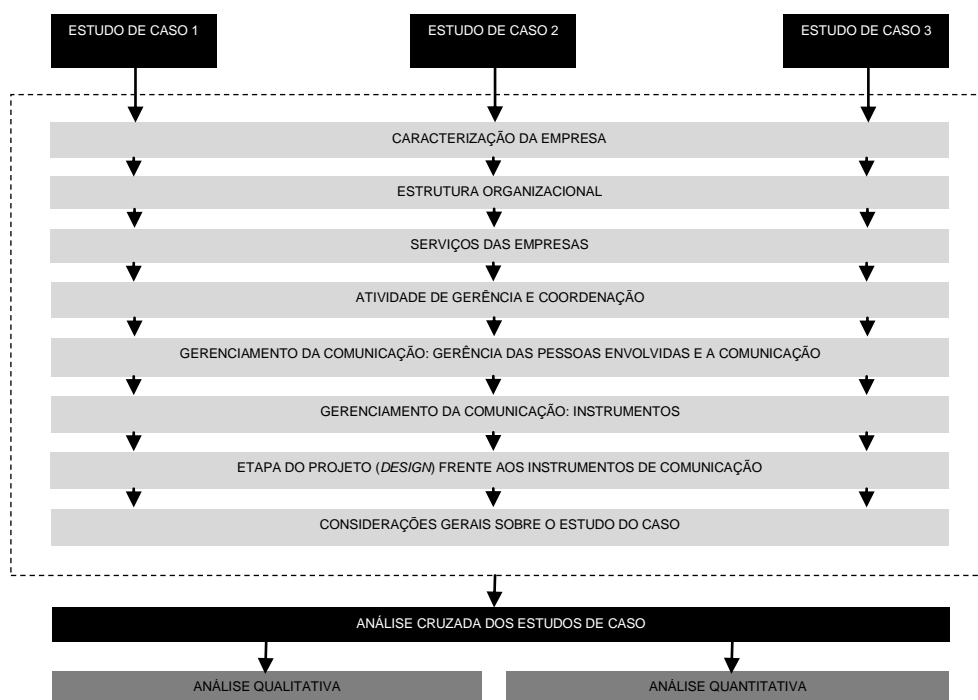 ESTUDO DE CASO 1
ESTUDO DE CASO 2
ESTUDO DE CASO 3
CARACTERIZAÇÃO DA EMPRESA
ESTRUTURA ORGANIZACIONAL
SERVIÇOS DAS EMPRESAS
ATIVIDADE DE GERÊNCIA E COORDENAÇÃO
GERENCIAMENTO DA COMUNICAÇÃO: GERÊNCIA DAS PESSOAS ENVOLVIDAS E A COMUNICAÇÃO
GERENCIAMENTO DA COMUNICAÇÃO: INSTRUMENTOS
ETAPA DO PROJETO (DESIGN) FRENTE AOS INSTRUMENTOS DE COMUNICAÇÃO
CONSIDERAÇÕES GERAIS SOBRE O ESTUDO DO CASO
ANÁLISE CRUZADA DOS ESTUDOS DE CASO
ANÁLISE QUALITATIVA
ANÁLISE QUANTITATIVA